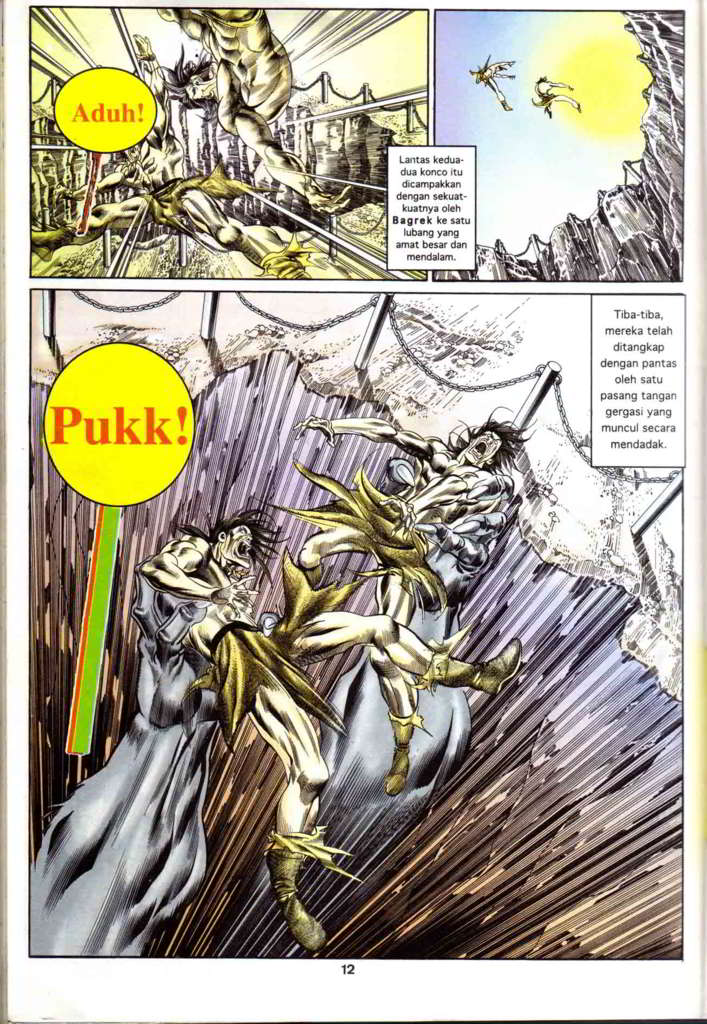 Aduh!
Lantas kedua-
dua konco itu
dicampakkan
dengan sekuat-
kuatnya oleh
Bagrek ke satu
lubang yang
amat besar dan
mendalam.
Pukk!
Tiba-tiba,
mereka telah
ditangkap
dengan pantas
oleh satu
pasang tangan
gergasi yang
muncul secara
mendadak.
12